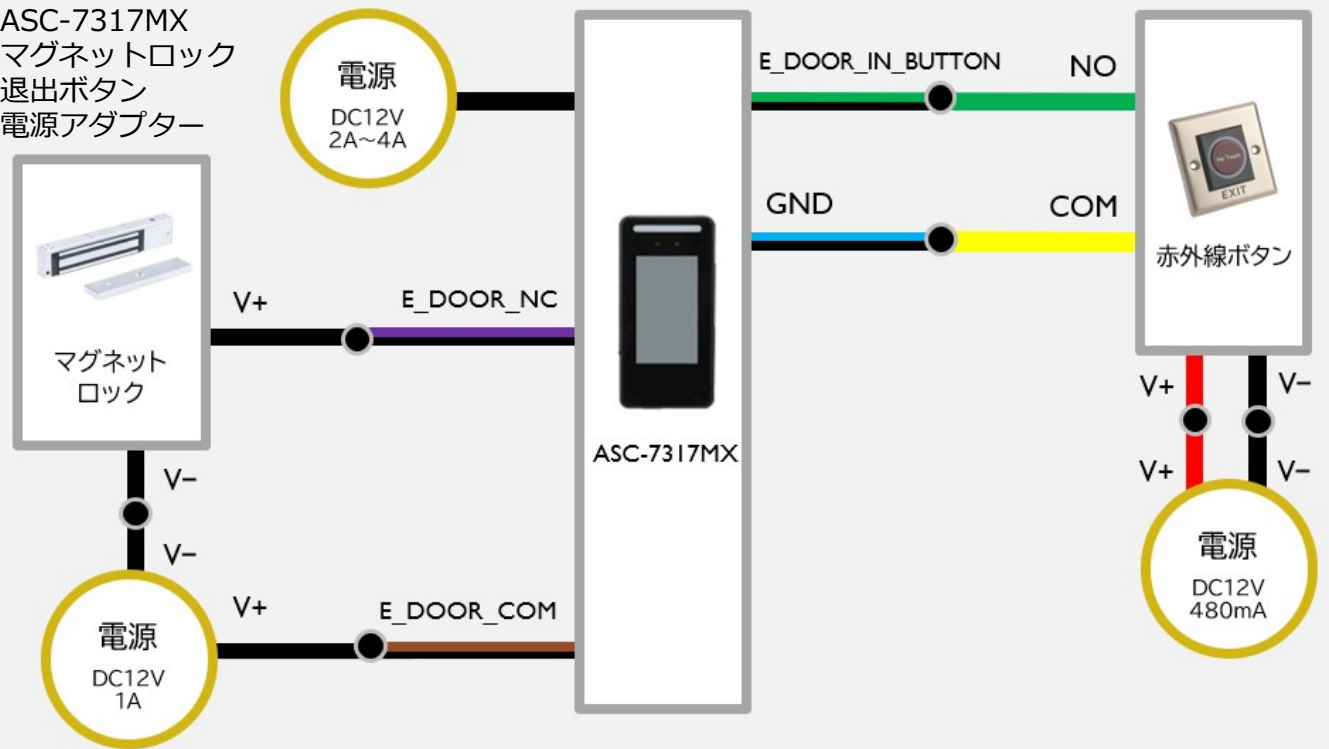 ASC-7317MX
マグネットロック
退出ボタン
電源アダプター
電源
DC12V
2A~4A
E_DOOR_IN_BUTTON
NO
No Touch
EXIT
GND
COM
赤外線ボタン
V+
E_DOOR_NC
マグネット
ロック
ASC-7317MX
V+
V-
V+
V-
V-
V-
電源
DC12V
480mA
V+
E_DOOR_COM
電源
DC12V
1A